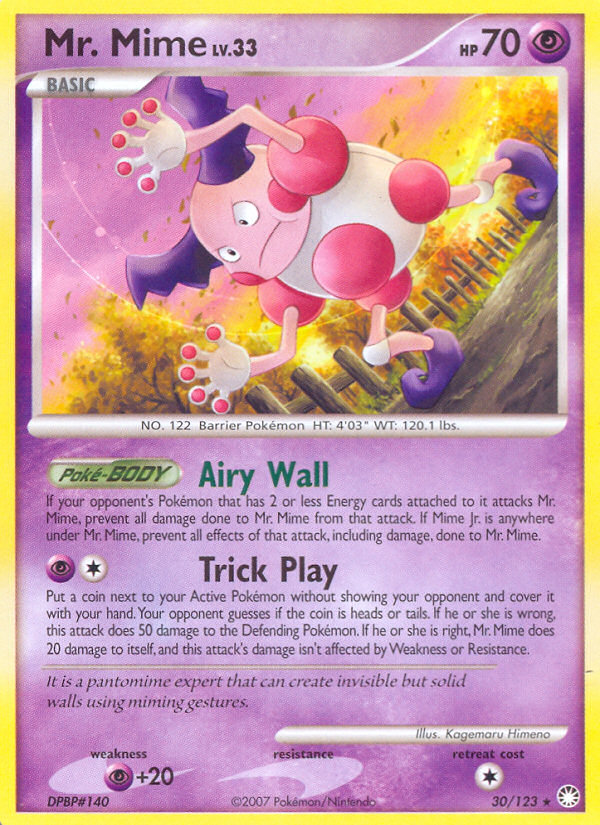 Mr. Mime LV.33 HP 70
BASIC
NO. 122 Barrier Pokémon HT: 4'03" WT: 120.1 lbs.
Poké-BODY Airy Wall
If your opponent's Pokémon that has 2 or less Energy cards attached to it attacks Mr.
Mime, prevent all damage done to Mr. Mime from that attack. If Mime Jr. is anywhere
under Mr. Mime, prevent all effects of that attack, including damage, done to Mr. Mime.
Trick Play
Put a coin next to your Active Pokémon without showing your opponent and cover it
with your hand. Your opponent guesses if the coin is heads or tails. If he or she is wrong,
this attack does 50 damage to the Defending Pokémon. If he or she is right, Mr. Mime does
20 damage to itself, and this attack's damage isn't affected by Weakness or Resistance.
It is a pantomime expert that can create invisible but solid
walls using miming gestures.
Illus. Kagemaru Himeno
weakness resistance retreat cost
+20
DPBP#140 ©2007 Pokémon/Nintendo 30/123 ★